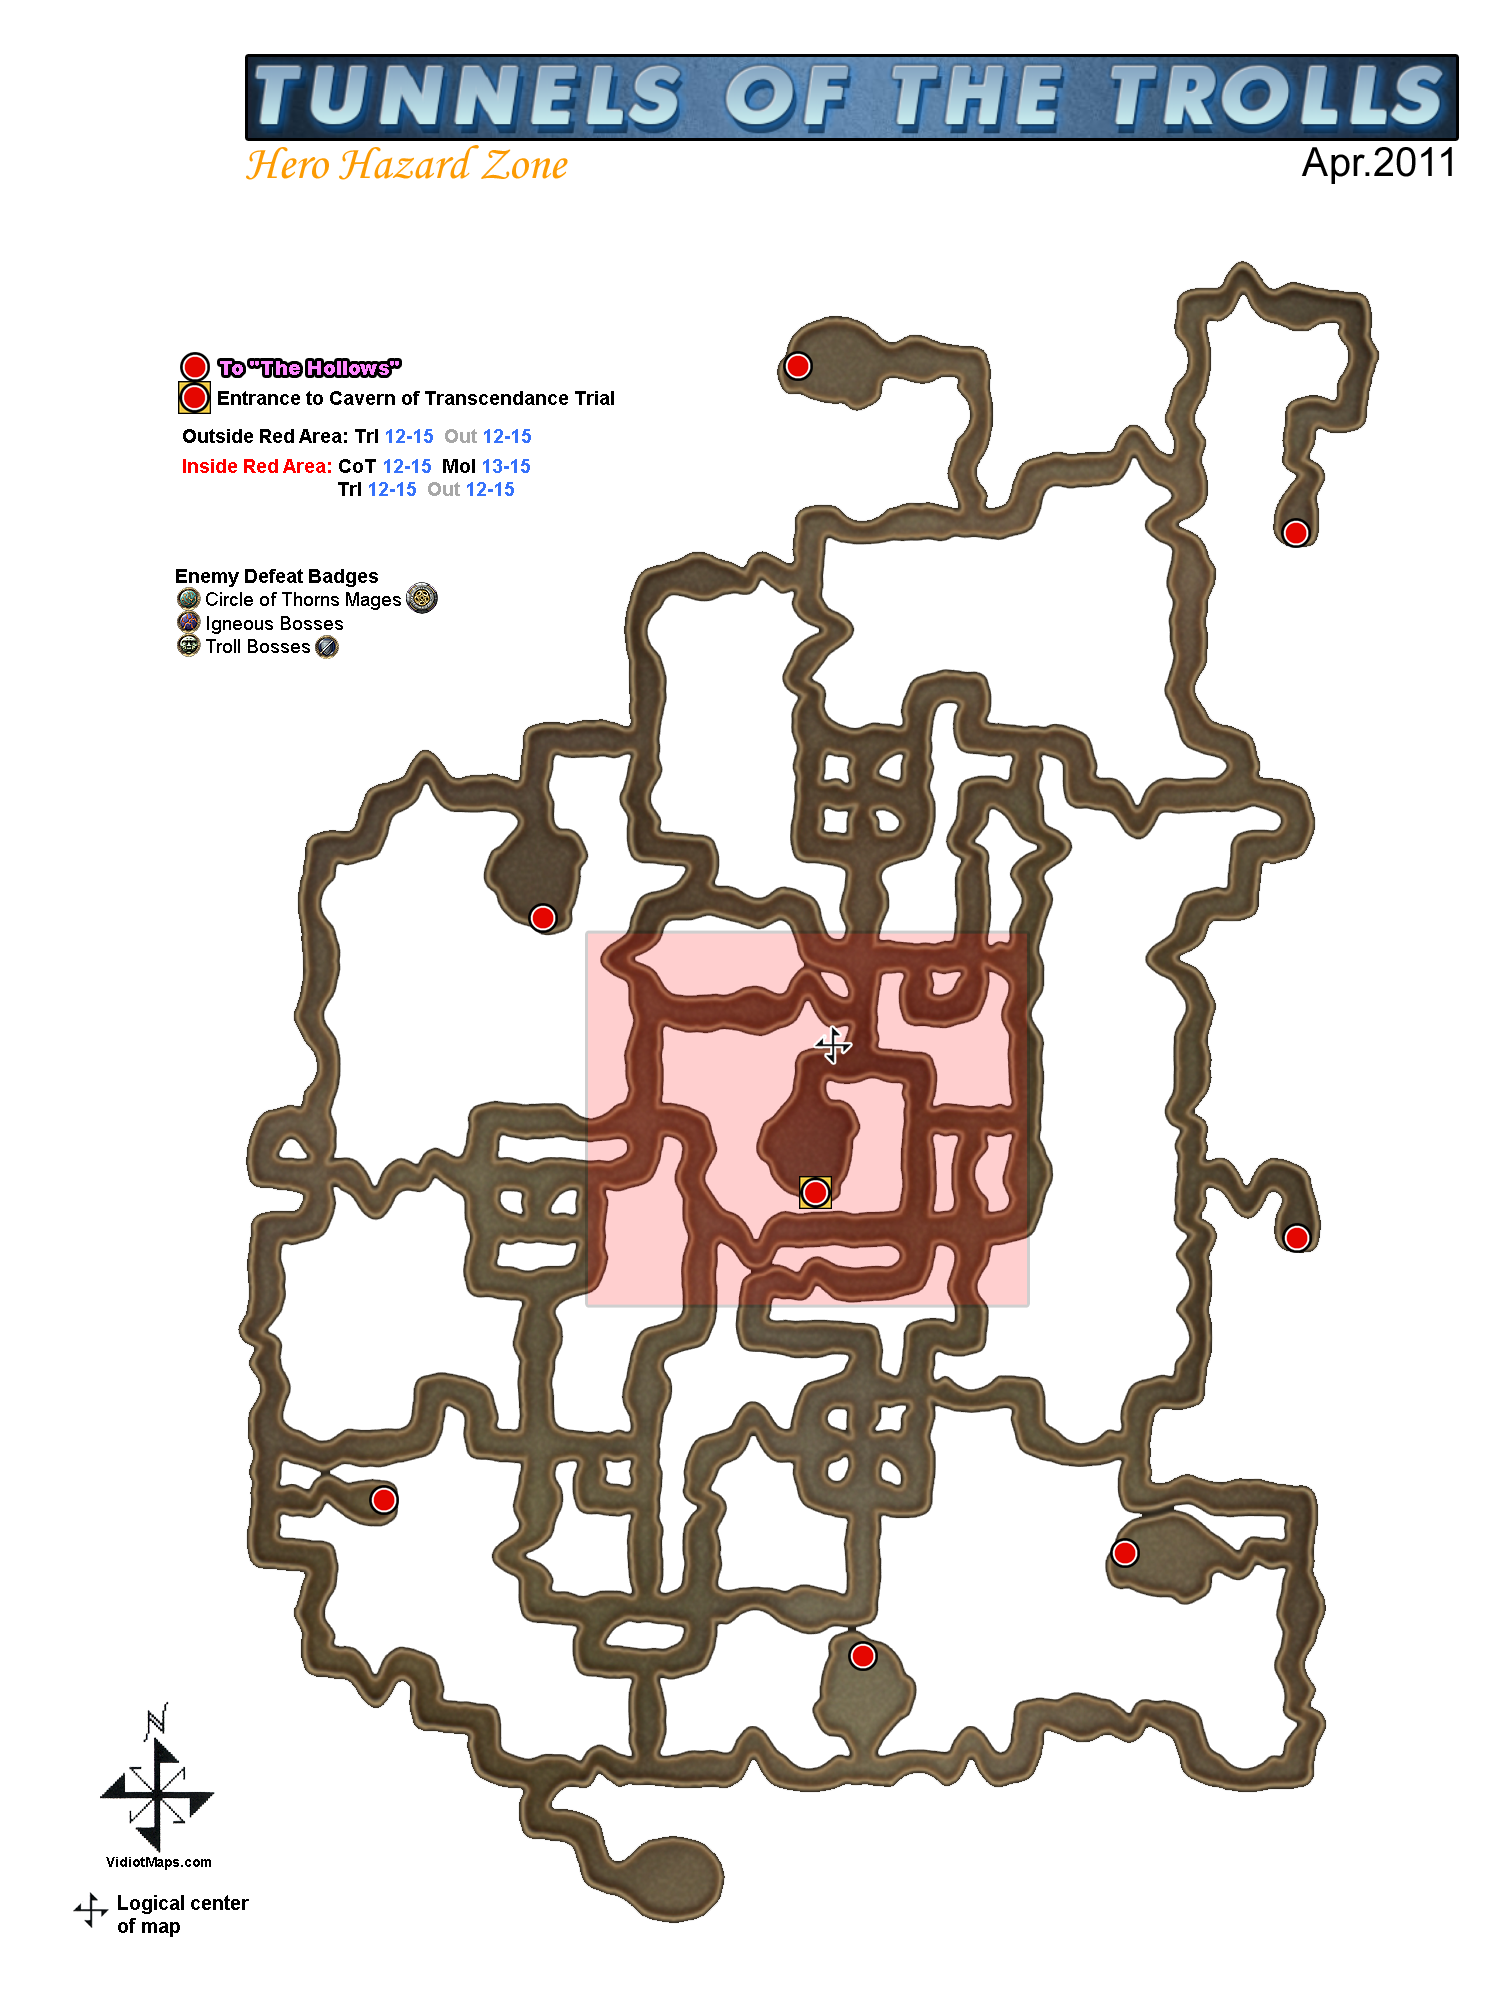 TUNNELS OF THE TROLLS
Hero Hazard Zone
Apr.2011
To "The Hollows"
Entrance to Cavern of Transcendance Trial
Outside Red Area: Trl 12-15 Out 12-15
Inside Red Area: CoT 12-15 Mol 13-15
Trl 12-15 Out 12-15
Enemy Defeat Badges
Circle of Thorns Mages
Igneous Bosses
Troll Bosses
N
VidiotMaps.com
Logical center
of map